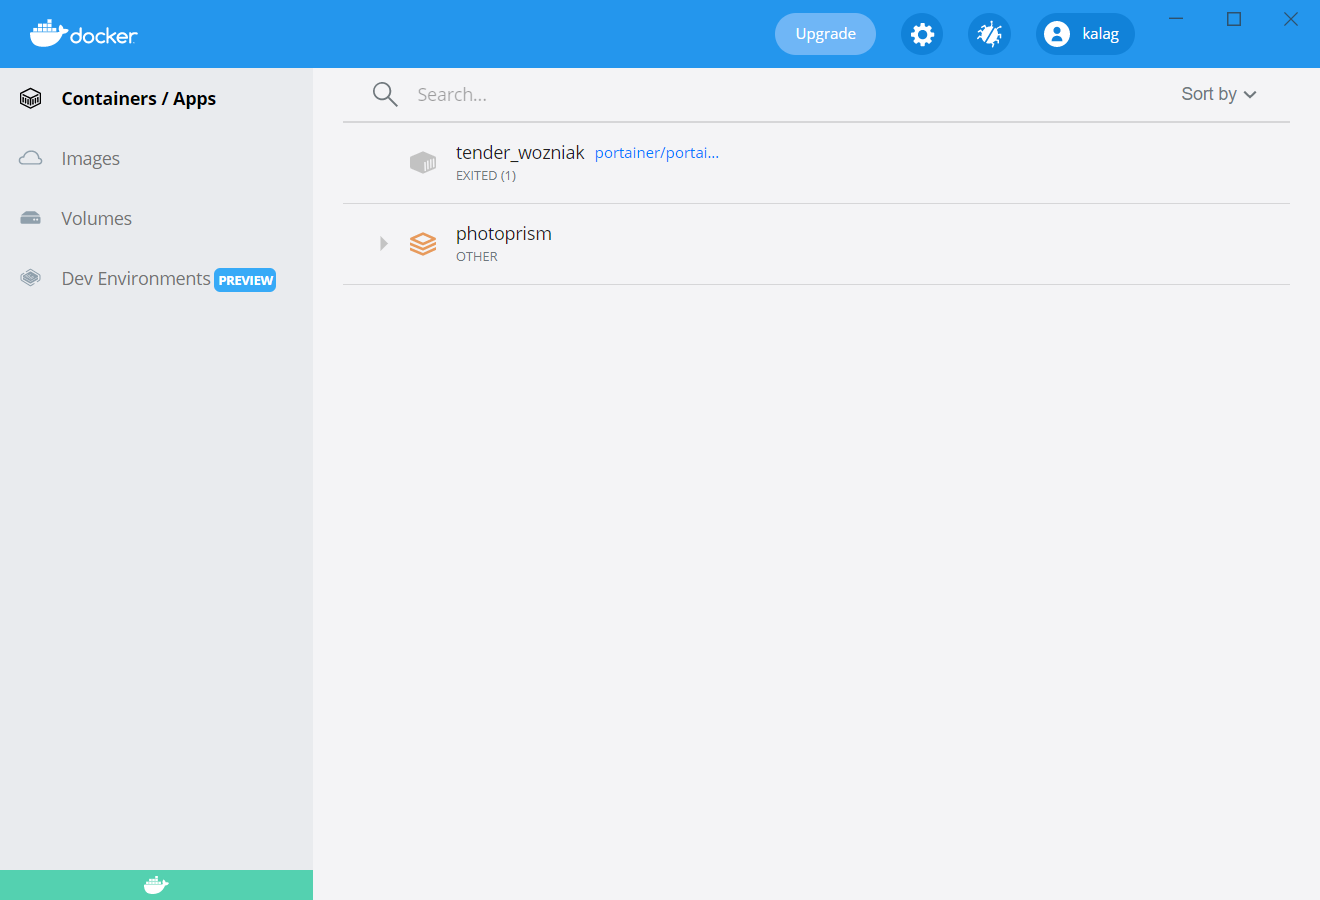 docker
Upgrade
kalag
Containers / Apps
Images
Volumes
Dev Environments PREVIEW
Search...
Sort by
tender_wozniak portainer/portai...
EXITED (1)
photoprism
OTHER